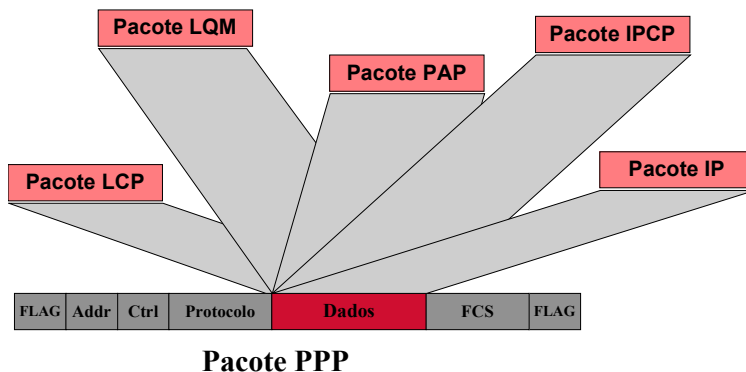 Pacote LQM
Pacote IPCP
Pacote PAP
Pacote IP
Pacote LCP
FLAG Addr Ctrl Protocolo Dados FCS FLAG
Pacote PPP